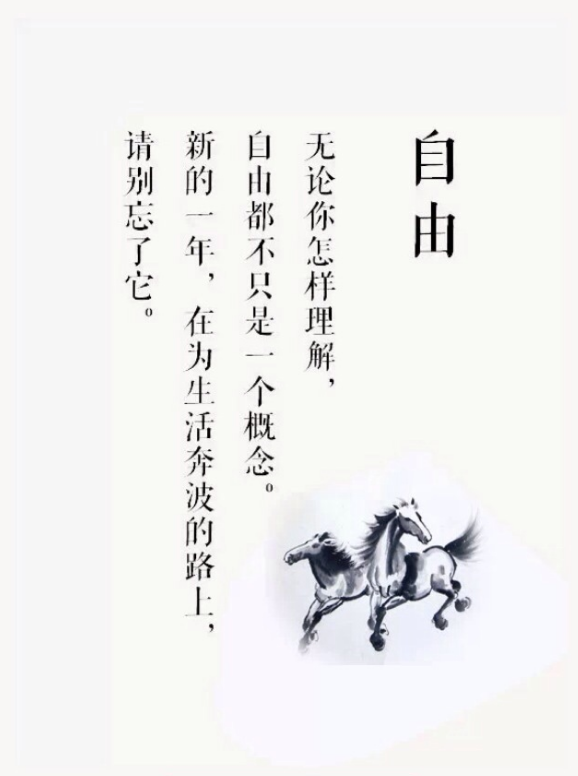 自由
无论你怎样理解，
自由都不只是一个概念。
新的一年，在为生活奔波的路上，
请别忘了它。